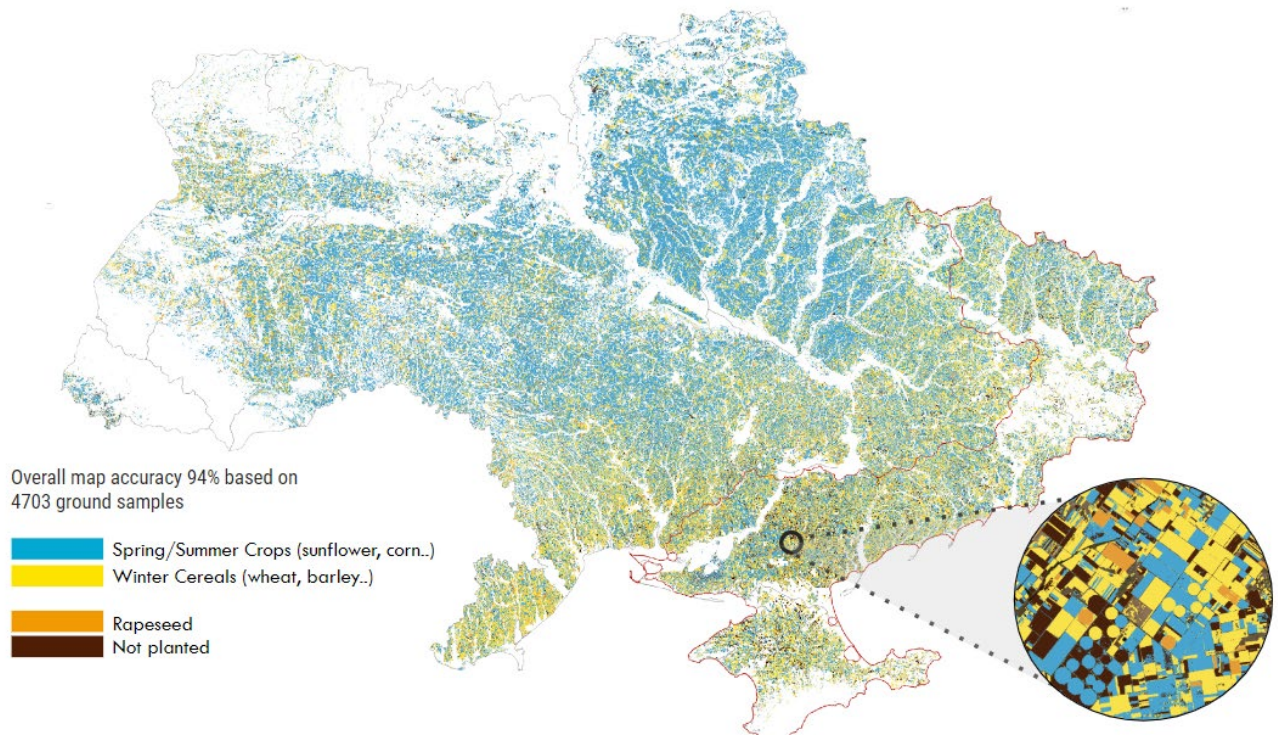 Overall map accuracy 94% based on
4703 ground samples
Spring/Summer Crops (sunflower, corn..)
Winter Cereals (wheat, barley..)
Rapeseed
Not planted